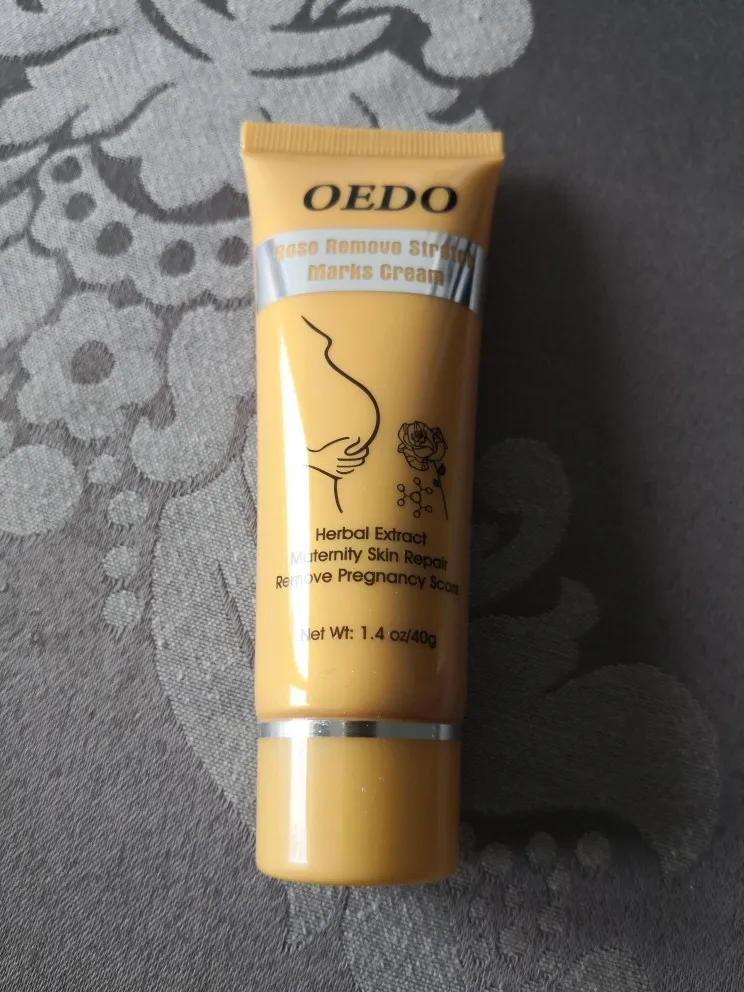 OEDO
Rose Remove Stretch
Marks Cream
Herbal Extract
Maternity Skin Repair
Remove Pregnancy Scars
Net Wt: 1.4 oz/40g